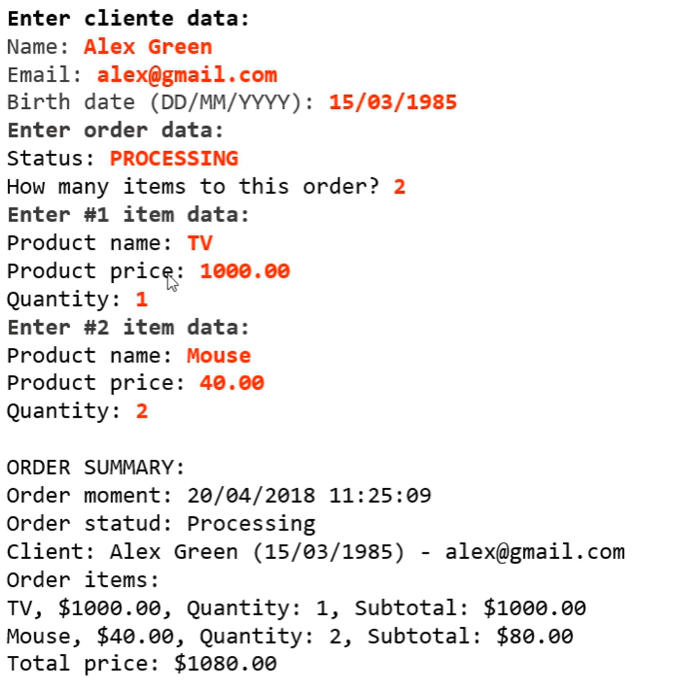 Enter cliente data:
Name: Alex Green
Email: alex@gmail.com
Birth date (DD/MM/YYYY): 15/03/1985
Enter order data:
Status: PROCESSING
How many items to this order? 2
Enter #1 item data:
Product name: TV
Product price: 1000.00
Quantity: 1
Enter #2 item data:
Product name: Mouse
Product price: 40.00
Quantity: 2
ORDER SUMMARY:
Order moment: 20/04/2018 11:25:09
Order statud: Processing
Client: Alex Green (15/03/1985) - alex@gmail.com
Order items:
TV, $1000.00, Quantity: 1, Subtotal: $1000.00
Mouse, $40.00, Quantity: 2, Subtotal: $80.00
Total price: $1080.00